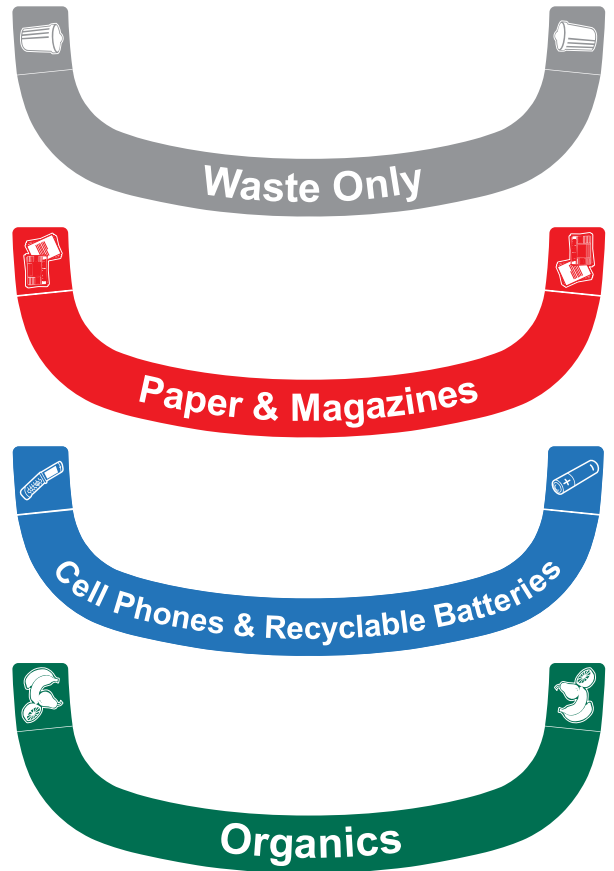 Waste Only
Paper & Magazines
Cell Phones & Recyclable Batteries
Organics